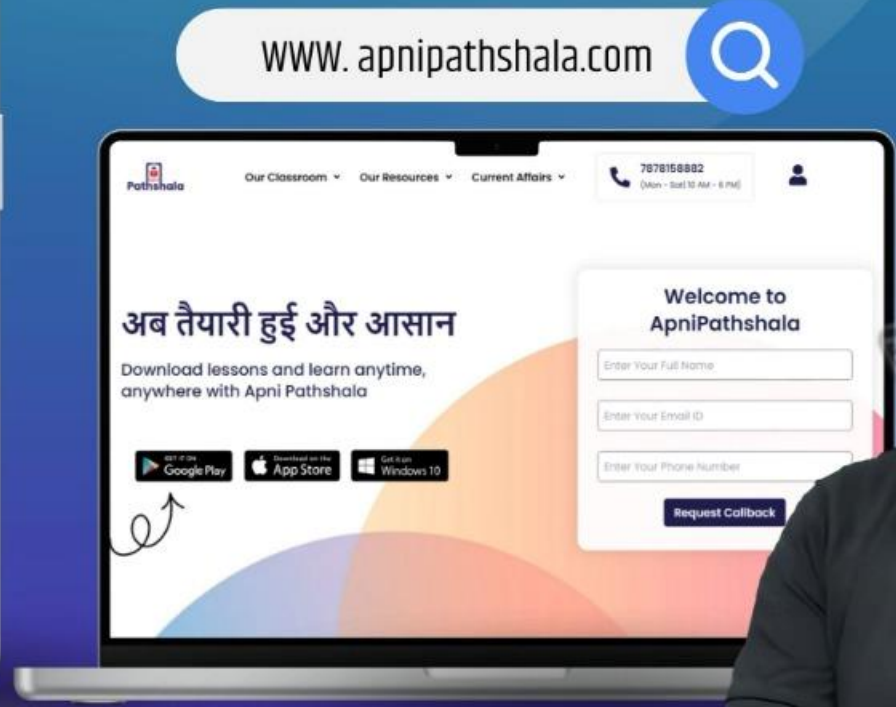 WWW. apnipathshala.com
Pathshala
Our Classroom
Our Resources
Current Affairs
7878158882
(Mon - Sat) 10 AM - 6 PM)
अब तैयारी हुई और आसान
Download lessons and learn anytime,
anywhere with Apni Pathshala
GET IT ON
Google Play
Download on the
App Store
Get it on
Windows 10
Welcome to
ApniPathshala
Enter Your Full Name
Enter Your Email ID
Enter Your Phone Number
Request Callback